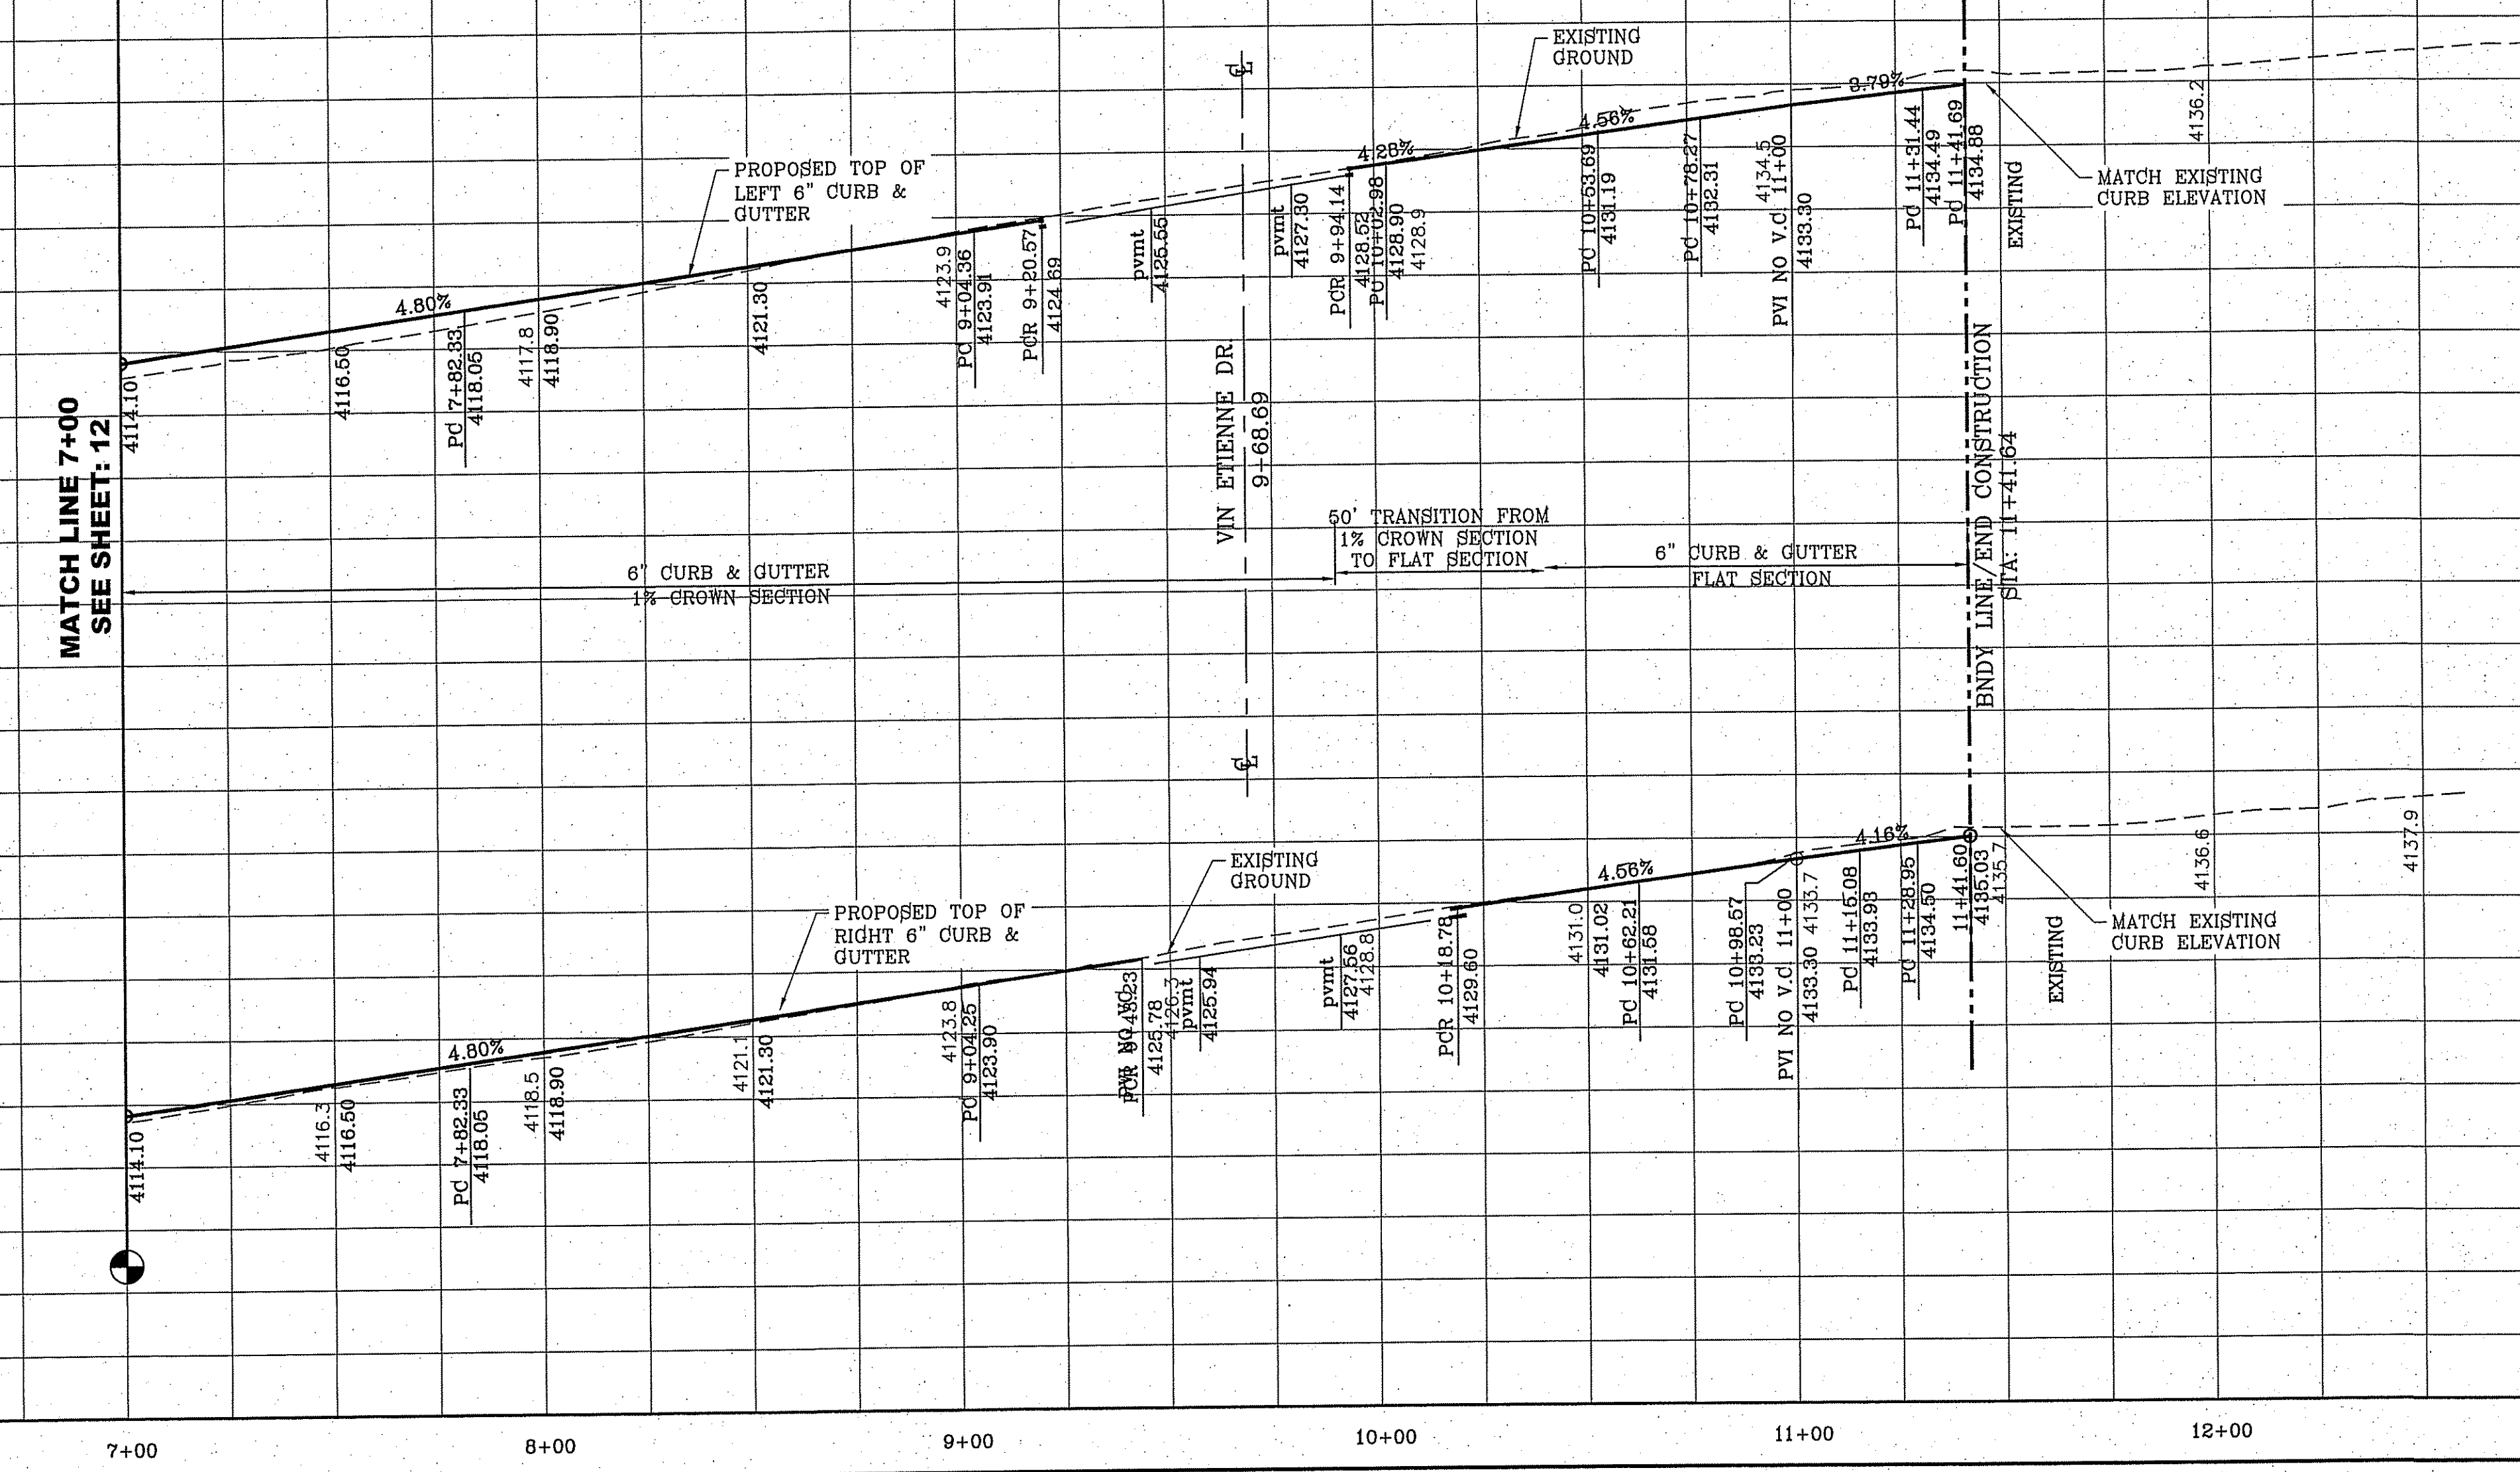 EXISTING
GROUND
3.79%
4.56%
4.28%
PROPOSED TOP OF
LEFT 6" CURB &
GUTTER
4.80%
MATCH EXISTING
CURB ELEVATION
4114.10
4116.50
PC 7+82.33
4118.05
4117.8
4118.90
4121.30
4123.9
PC 9+04.36
4123.91
PCR 9+20.57
4124.69
pvmt
4125.55
pvmt
4127.30
PCR 9+94.14
4128.52
10+02.98
4128.90
4128.9
PC 10+53.69
4131.19
PC 10+78.27
4132.31
4134.5
PVI NO V.C. 11+00
4133.30
PC 11+31.44
4134.49
PC 11+41.69
4134.88
EXISTING
4136.2
MATCH LINE 7+00
SEE SHEET: 12
VIN ETIENNE DR.
9+68.69
50' TRANSITION FROM
1% CROWN SECTION
TO FLAT SECTION
6" CURB & GUTTER
FLAT SECTION
6" CURB & GUTTER
1% CROWN SECTION
BNDY LINE/END CONSTRUCTION
STA: 11+41.64
EXISTING
GROUND
PROPOSED TOP OF
RIGHT 6" CURB &
GUTTER
4.80%
4.56%
4.16%
MATCH EXISTING
CURB ELEVATION
4114.10
4116.3
4116.50
PC 7+82.33
4118.05
4118.5
4118.90
4121.1
4121.30
4123.8
PC 9+04.25
4123.90
4125.78
4126.3
pvmt
4125.94
pvmt
4127.56
4128.8
PCR 10+18.78
4129.60
4131.0
4131.02
PC 10+62.21
4131.58
PC 10+98.57
4133.23
PVI NO V.C. 11+00
4133.30 4133.7
PC 11+15.08
4133.93
PC 11+28.95
4134.50
11+41.60
4135.03
4135.7
EXISTING
4136.6
4137.9
7+00
8+00
9+00
10+00
11+00
12+00